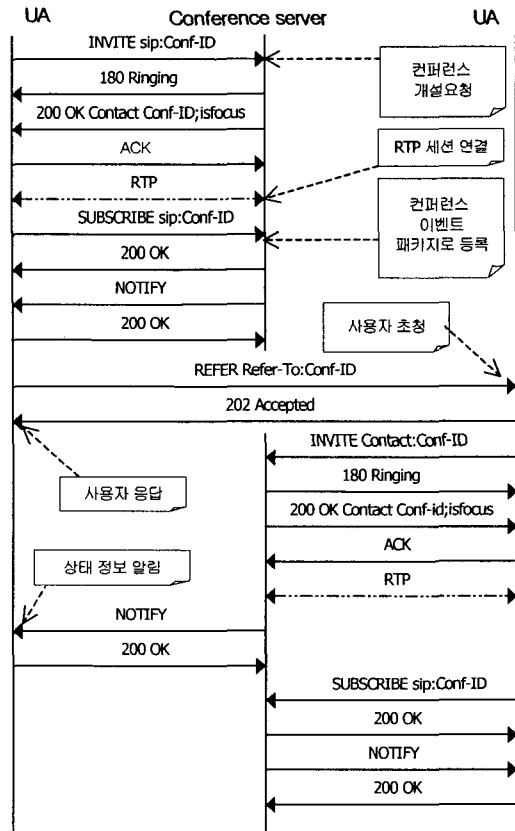 UA Conference server UA
INVITE sip:Conf-ID
컨퍼런스
개설요청
180 Ringing
200 OK Contact Conf-ID;isfocus
ACK
RTP 세션 연결
RTP
SUBSCRIBE sip:Conf-ID
컨퍼런스
이벤트
패키지로 등록
200 OK
NOTIFY
200 OK
사용자 초청
REFER Refer-To:Conf-ID
202 Accepted
INVITE Contact:Conf-ID
180 Ringing
사용자 응답
200 OK Contact Conf-id;isfocus
ACK
상태 정보 알림
RTP
NOTIFY
200 OK
SUBSCRIBE sip:Conf-ID
200 OK
NOTIFY
200 OK